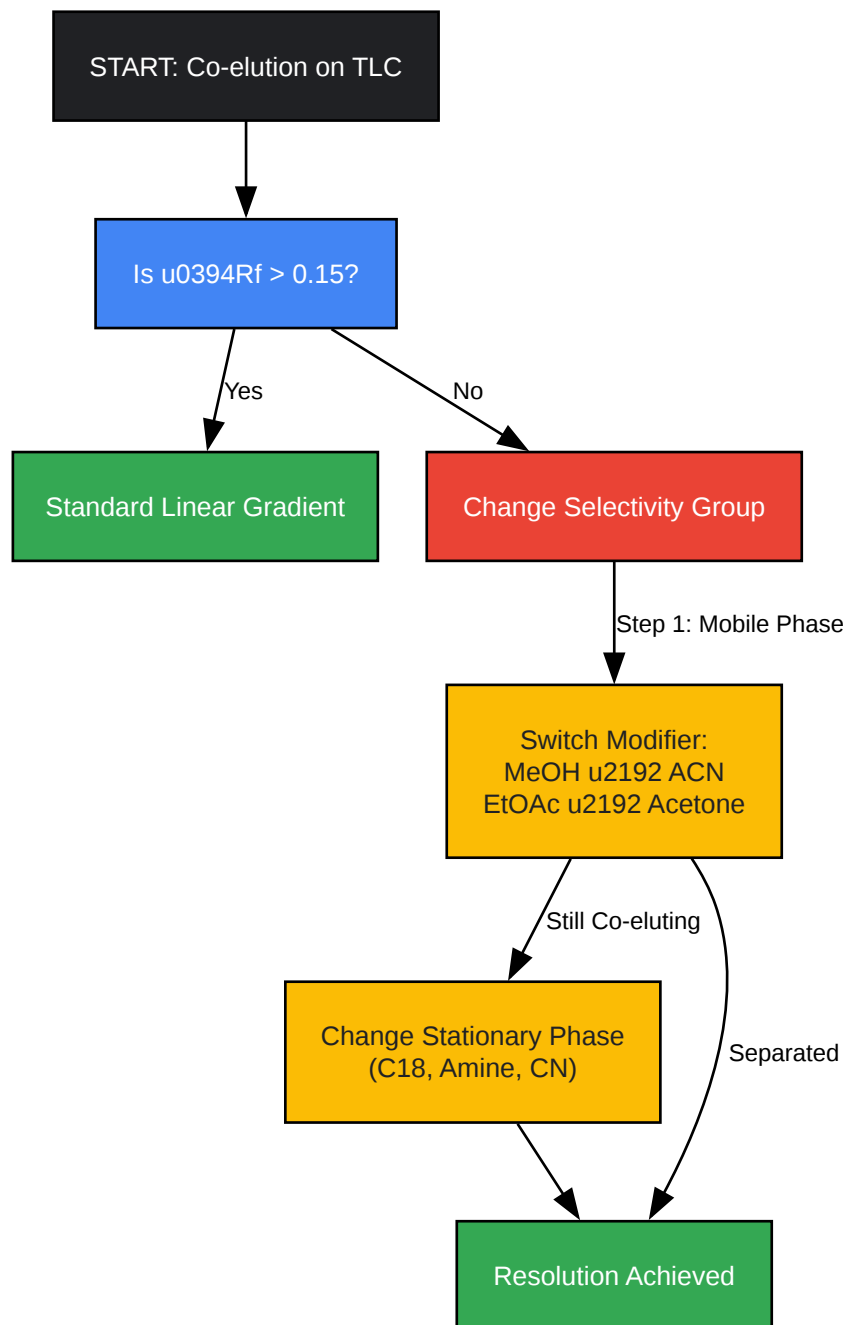 START: Co-elution on TLC
Is u0394Rf > 0.15?
Yes
No
Standard Linear Gradient
Change Selectivity Group
Step 1: Mobile Phase
Switch Modifier:
MeOH u2192 ACN
EtOAc u2192 Acetone
Still Co-eluting
Change Stationary Phase
(C18, Amine, CN)
Separated
Resolution Achieved